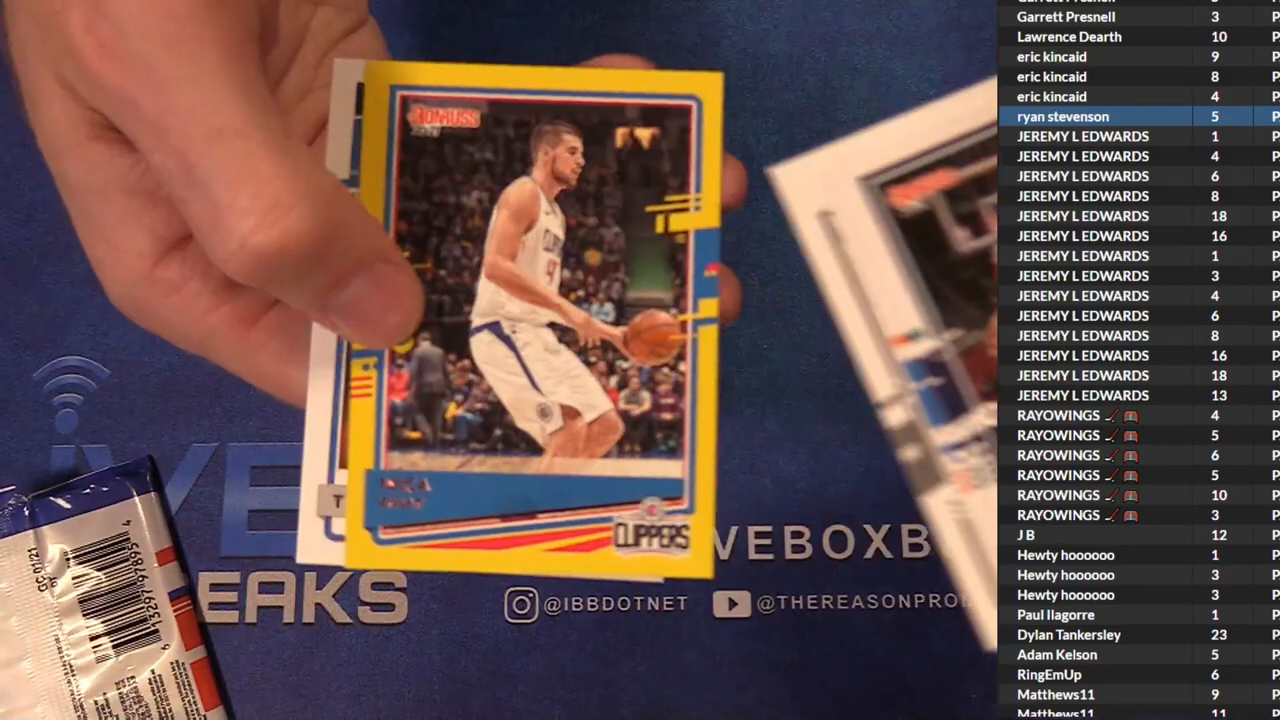 Garrett Presnell 3 P
Lawrence Dearth 10 P
eric kincaid 9 P
eric kincaid 8 P
eric kincaid 4 P
ryan stevenson 5 P
JEREMY L EDWARDS 1 P
JEREMY L EDWARDS 4 P
JEREMY L EDWARDS 6 P
JEREMY L EDWARDS 8 P
JEREMY L EDWARDS 18 P
JEREMY L EDWARDS 16 P
JEREMY L EDWARDS 1 P
JEREMY L EDWARDS 3 P
JEREMY L EDWARDS 4 P
JEREMY L EDWARDS 6 P
JEREMY L EDWARDS 8 P
JEREMY L EDWARDS 16 P
JEREMY L EDWARDS 18 P
JEREMY L EDWARDS 13 P
RAYOWINGS 4 P
RAYOWINGS 5 P
RAYOWINGS 6 P
RAYOWINGS 5 P
RAYOWINGS 10 P
RAYOWINGS 3 P
J B 12 P
Hewty hoooooo 1 P
Hewty hoooooo 3 P
Hewty hoooooo 3 P
Paul Ilagorre 1 P
Dylan Tankersley 23 P
Adam Kelson 5 P
RingEmUp 6 P
Matthews11 9 P
Matthews11 11 P
DONRUSS
CLIPPERS
T
VEBOXB
EAKS
@IBBDOTNET
@THEREASONPRO